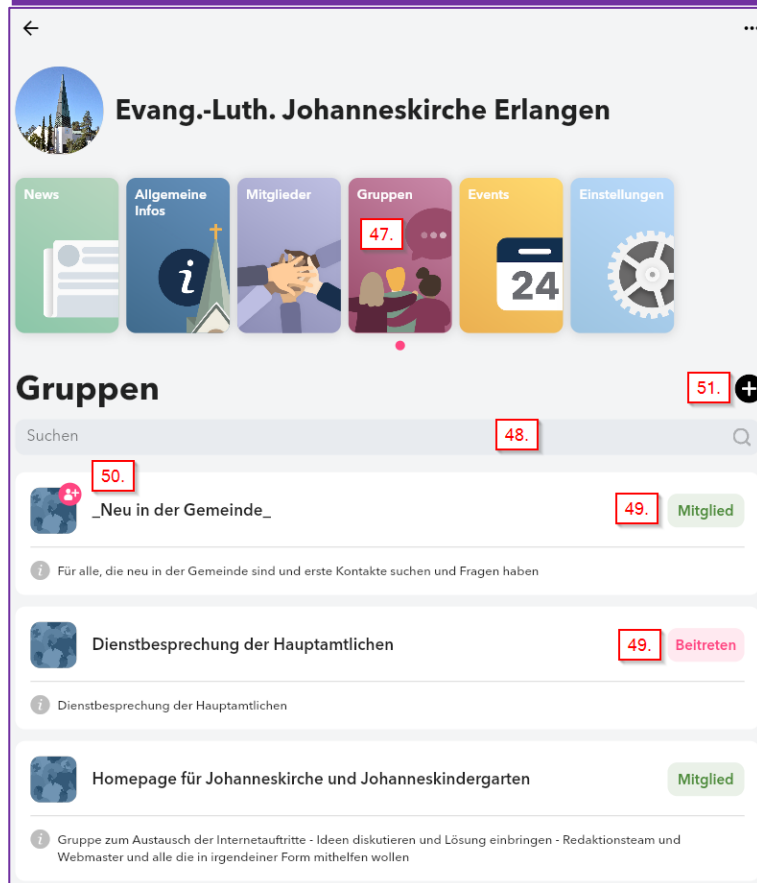 Evang.-Luth. Johanneskirche Erlangen
News
Allgemeine
Infos
Mitglieder
Gruppen
Events
Einstellungen
47.
i
24
Gruppen
51.
Suchen
48.
50.
_Neu in der Gemeinde_
49.
Mitglied
i Für alle, die neu in der Gemeinde sind und erste Kontakte suchen und Fragen haben
Dienstbesprechung der Hauptamtlichen
49.
Beitreten
i Dienstbesprechung der Hauptamtlichen
Homepage für Johanneskirche und Johanneskindergarten
Mitglied
i Gruppe zum Austausch der Internetauftritte - Ideen diskutieren und Lösung einbringen - Redaktionsteam und
Webmaster und alle die in irgendeiner Form mithelfen wollen